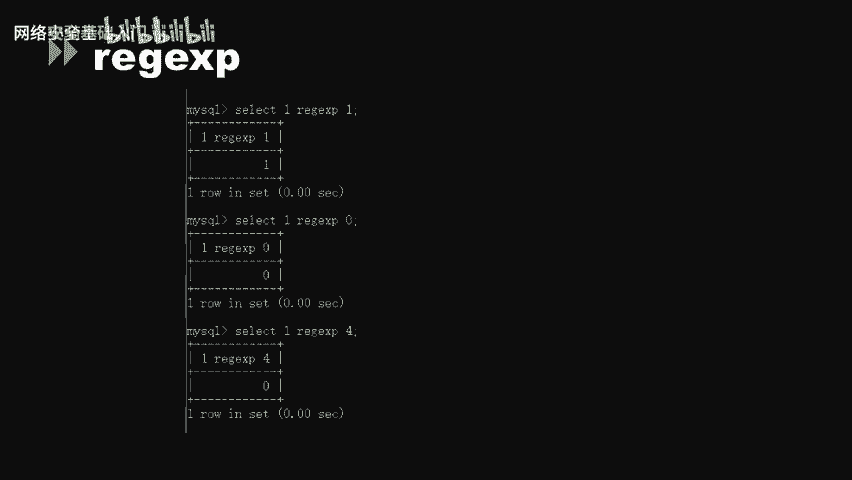 网络安全基础入门
bilibili
regexp
mysql> select 1 regexp 1;
+------------+
| 1 regexp 1 |
+------------+
|          1 |
+------------+
1 row in set (0.00 sec)
mysql> select 1 regexp 0;
+------------+
| 1 regexp 0 |
+------------+
|          0 |
+------------+
1 row in set (0.00 sec)
mysql> select 1 regexp 4;
+------------+
| 1 regexp 4 |
+------------+
|          0 |
+------------+
1 row in set (0.00 sec)